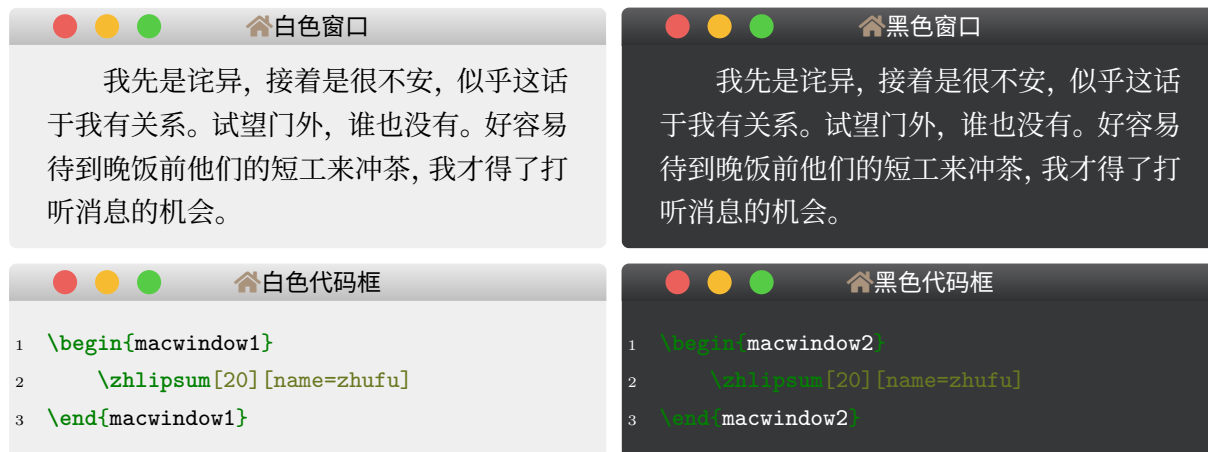 白色窗口
我先是诧异, 接着是很不安, 似乎这话
于我有关系。试望门外, 谁也没有。好容易
待到晚饭前他们的短工来冲茶, 我才得了打
听消息的机会。
黑色窗口
我先是诧异, 接着是很不安, 似乎这话
于我有关系。试望门外, 谁也没有。好容易
待到晚饭前他们的短工来冲茶, 我才得了打
听消息的机会。
白色代码框
1 \begin{macwindow1}
2 \zhlipsum[20][name=zhufu]
3 \end{macwindow1}
黑色代码框
1 \begin{macwindow2}
2 \zhlipsum[20][name=zhufu]
3 \end{macwindow2}